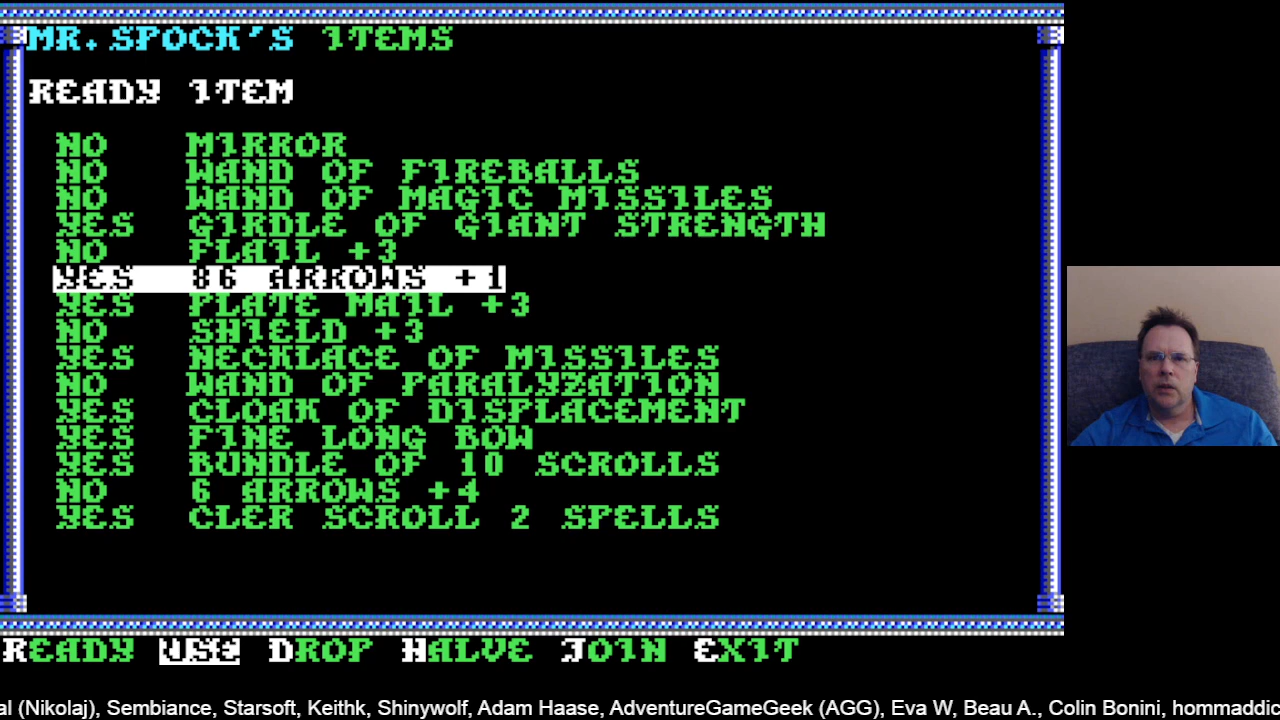 MR.SPOCK'S ITEMS
READY ITEM
NO MIRROR
NO WAND OF FIREBALLS
NO WAND OF MAGIC MISSILES
YES GIRDLE OF GIANT STRENGTH
NO FLAIL +3
YES 86 ARROWS +1
YES PLATE MAIL +3
NO SHIELD +3
YES NECKLACE OF MISSILES
NO WAND OF PARALYZATION
YES CLOAK OF DISPLACEMENT
YES FINE LONG BOW
YES BUNDLE OF 10 SCROLLS
NO 6 ARROWS +4
YES CLER SCROLL 2 SPELLS
READY USE DROP HALVE JOIN EXIT
al (Nikolaj), Sembiance, Starsoft, Keithk, Shinywolf, Adam Haase, AdventureGameGeek (AGG), Eva W, Beau A., Colin Bonini, hommaddic